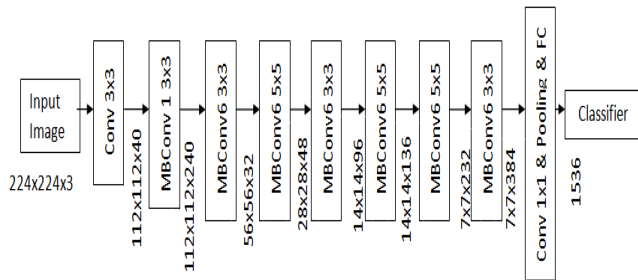 Input
Image
224x224x3
Conv 3x3
112x112x40
MBConv 1 3x3
112x112x240
MBConv6 3x3
56x56x32
MBConv6 5x5
28x28x48
MBConv6 3x3
14x14x96
MBConv6 5x5
14x14x136
MBConv6 5x5
7x7x232
MBConv6 3x3
7x7x384
Conv 1x1 & Pooling & FC
1536
Classifier